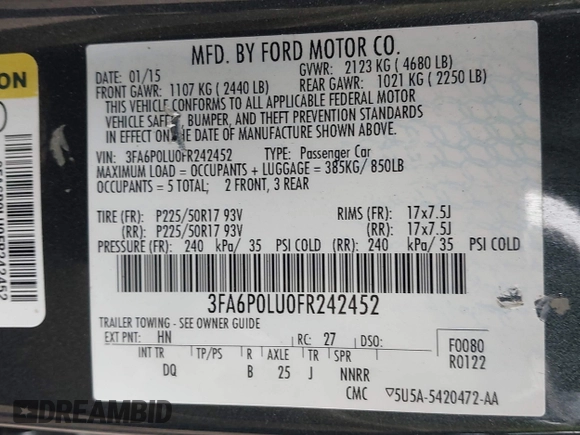 MFD. BY FORD MOTOR CO.
DATE: 01/15 GVWR: 2123 KG (4680 LB)
FRONT GAWR: 1107 KG (2440 LB) REAR GAWR: 1021 KG (2250 LB)
THIS VEHICLE CONFORMS TO ALL APPLICABLE FEDERAL MOTOR
VEHICLE SAFETY, BUMPER, AND THEFT PREVENTION STANDARDS
IN EFFECT ON THE DATE OF MANUFACTURE SHOWN ABOVE.
VIN: 3FA6P0LU0FR242452 TYPE: Passenger Car
MAXIMUM LOAD = OCCUPANTS + LUGGAGE = 385KG/ 850LB
OCCUPANTS = 5 TOTAL; 2 FRONT, 3 REAR
TIRE (FR): P225/50R17 93V RIMS (FR): 17x7.5J
(RR): P225/50R17 93V (RR): 17x7.5J
PRESSURE (FR): 240 kPa/ 35 PSI COLD (RR): 240 kPa/ 35 PSI COLD
3FA6P0LU0FR242452
TRAILER TOWING - SEE OWNER GUIDE
EXT PNT: HN RC: 27 DSO: F0080
R0122
INT TR TP/PS R AXLE TR SPR
DQ B 25 J NNRR
CMC ▽5U5A-5420472-AA
ON
3FA6P0LU0FR242452
DREAMBID